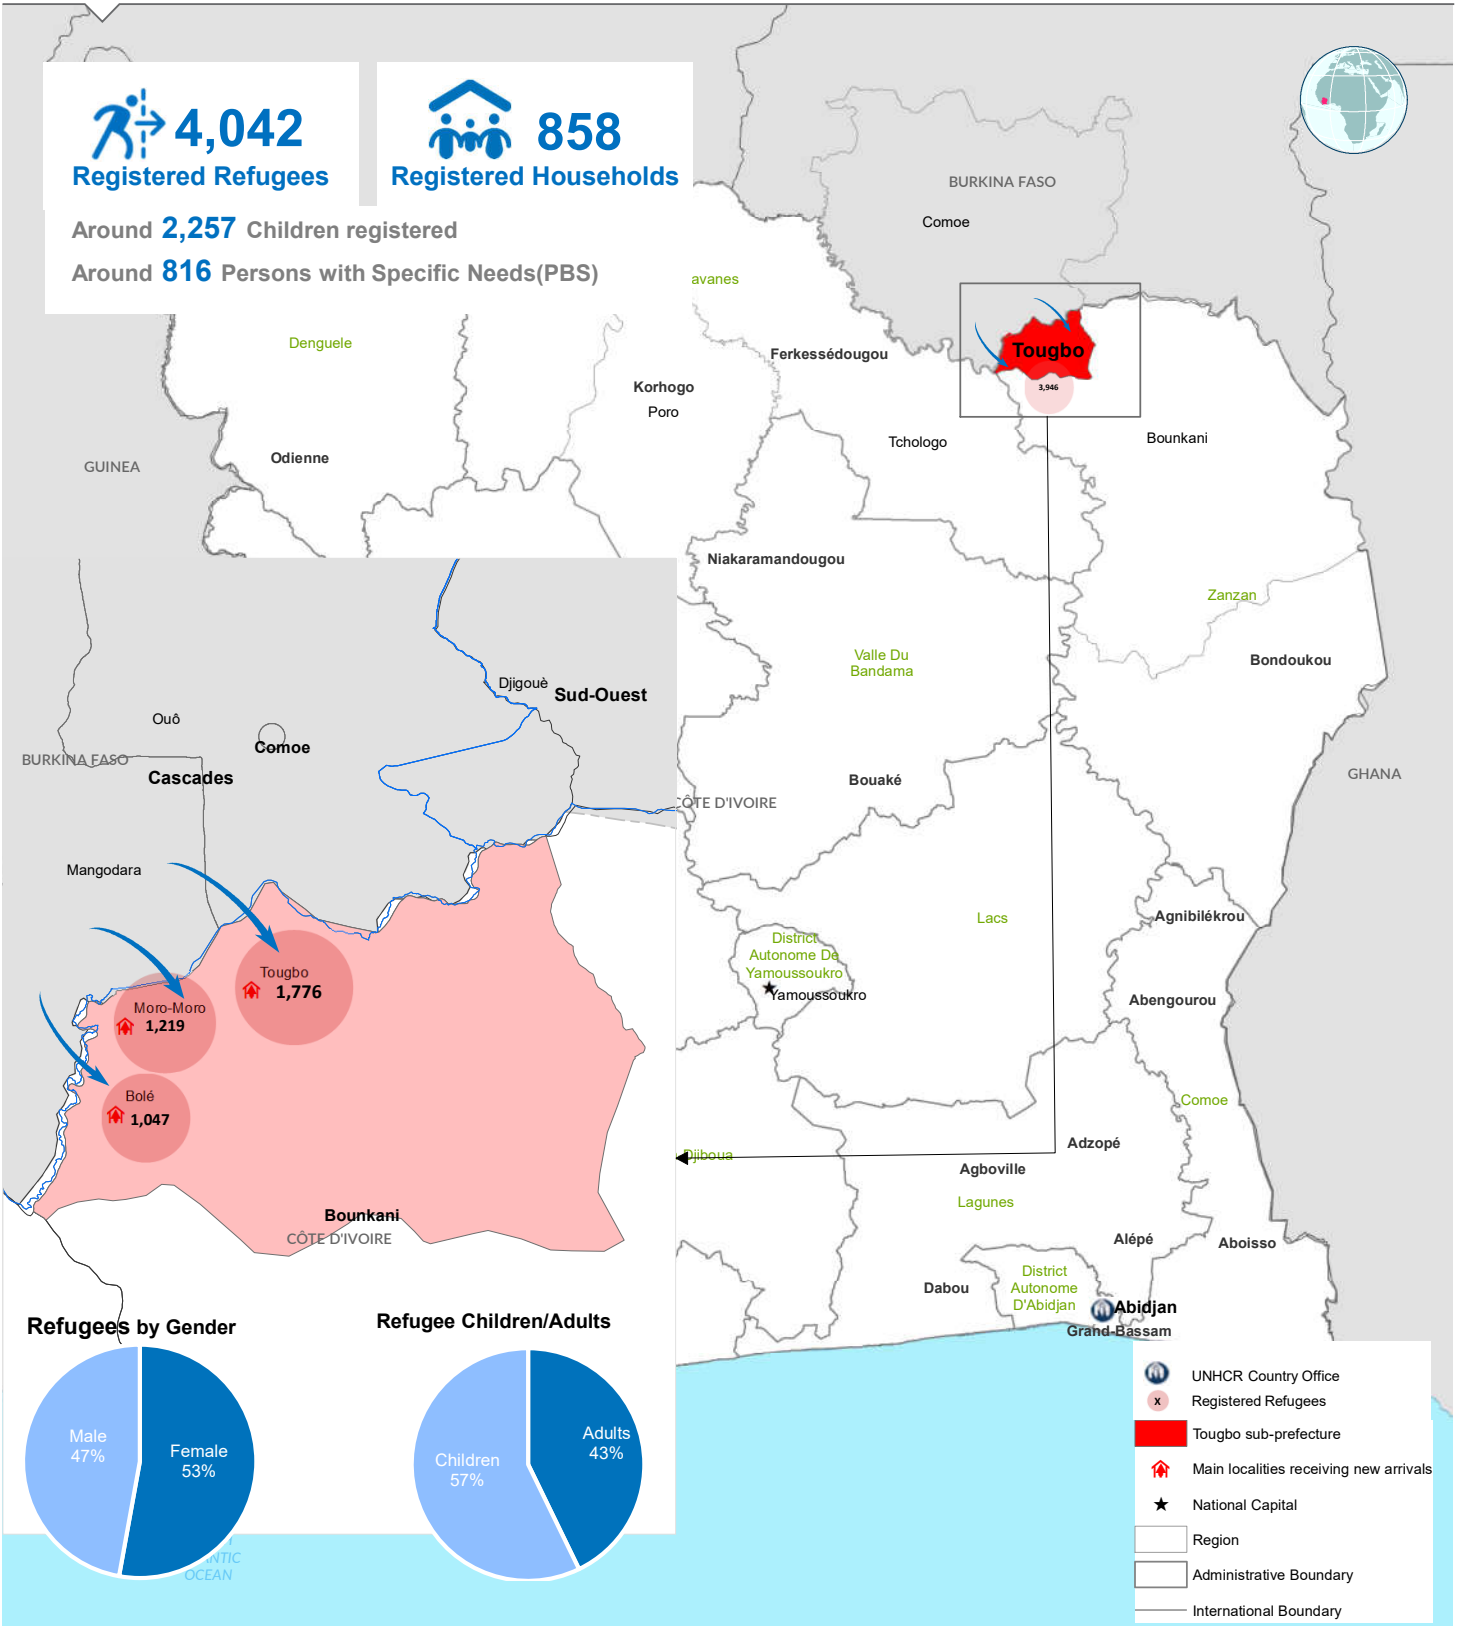 4,042
Registered Refugees
858
Registered Households
Around 2,257 Children registered
Around 816 Persons with Specific Needs(PBS)
BURKINA FASO
Comoe
avanes
Denguele
Ferkessédougou
Tougbo
3,946
Korhogo
Poro
Tchologo
Bounkani
Odienne
GUINEA
Niakaramandougou
Zanzan
Valle Du
Bandama
Bondoukou
Bouaké
GHANA
CÔTE D'IVOIRE
Lacs
Agnibilékrou
District
Autonome De
Yamoussoukro
Yamoussoukro
Abengourou
Comoe
Adzopé
Djiboua
Agboville
Lagunes
Alépé
Aboisso
District
Autonome
D'Abidjan
Dabou
Abidjan
Grand-Bassam
Djigouè
Sud-Ouest
Ouô
Comoe
BURKINA FASO
Cascades
Mangodara
Tougbo
1,776
Moro-Moro
1,219
Bolé
1,047
Bounkani
CÔTE D'IVOIRE
Refugees by Gender
Male
47%
Female
53%
Refugee Children/Adults
Adults
43%
Children
57%
OCEAN
UNHCR Country Office
X
Registered Refugees
Tougbo sub-prefecture
Main localities receiving new arrivals
National Capital
Region
Administrative Boundary
International Boundary